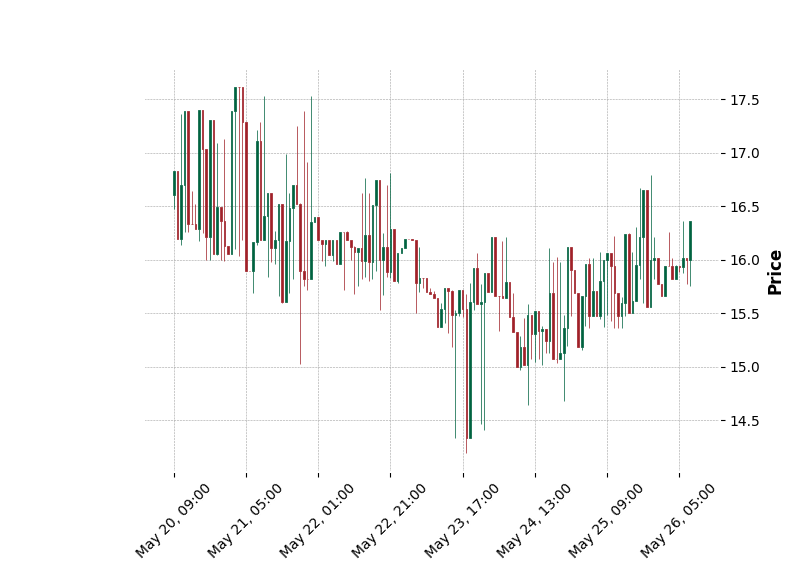 17.5
17.0
16.5
16.0
15.5
15.0
14.5
Price
May 20, 09:00
May 21, 05:00
May 22, 01:00
May 22, 21:00
May 23, 17:00
May 24, 13:00
May 25, 09:00
May 26, 05:00